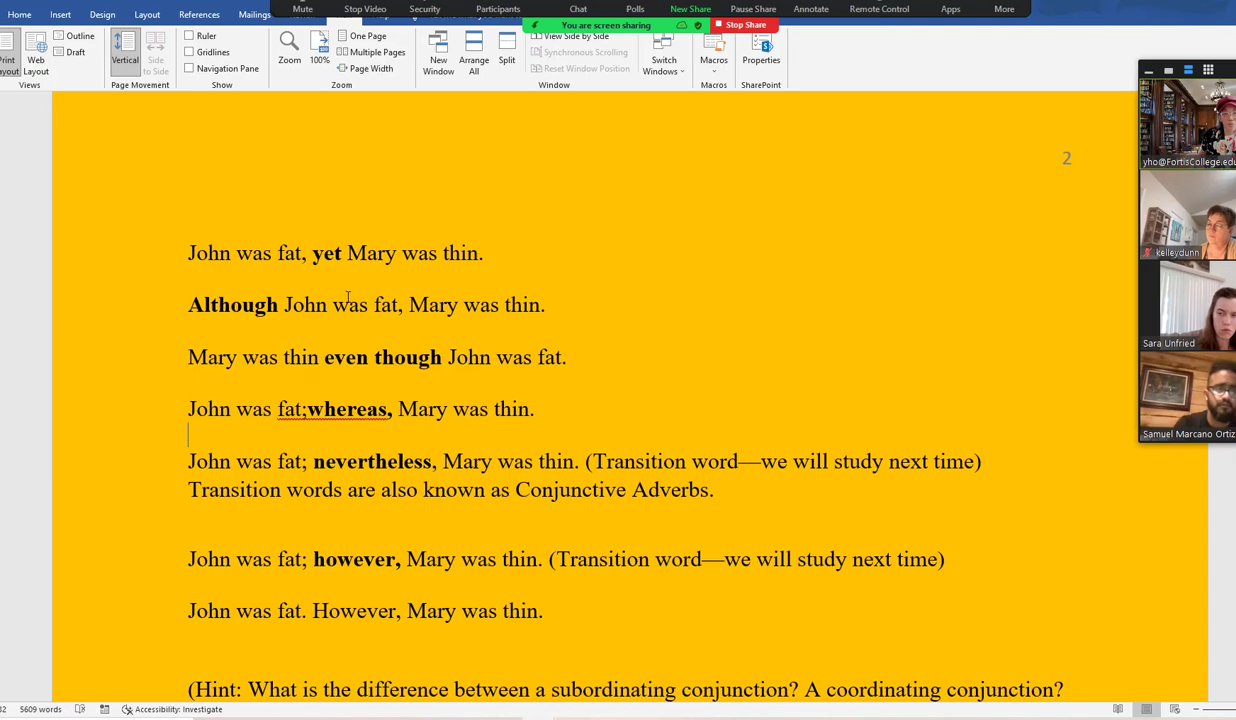 Mute Stop Video Security Participants Chat Polls New Share Pause Share Annotate Remote Control Apps More
Home Insert Design Layout References Mailings
You are screen sharing Stop Share
Outline
Draft
Ruler
Gridlines
Navigation Pane
One Page
Multiple Pages
Page Width
View Side by Side
Synchronous Scrolling
Reset Window Position
Web Layout
Vertical
Side to Side
Zoom
100%
New Window
Arrange All
Split
Switch Windows
Macros
Properties
Views Page Movement Show Zoom Window Macros SharePoint
2
John was fat, yet Mary was thin.
Although John was fat, Mary was thin.
Mary was thin even though John was fat.
John was fat;whereas, Mary was thin.
John was fat; nevertheless, Mary was thin. (Transition word—we will study next time)
Transition words are also known as Conjunctive Adverbs.
John was fat; however, Mary was thin. (Transition word—we will study next time)
John was fat. However, Mary was thin.
(Hint: What is the difference between a subordinating conjunction? A coordinating conjunction?
yho@FortisCollege.edu
kelleydunn
Sara Unfried
Samuel Marcano Ortiz
5609 words
Accessibility: Investigate